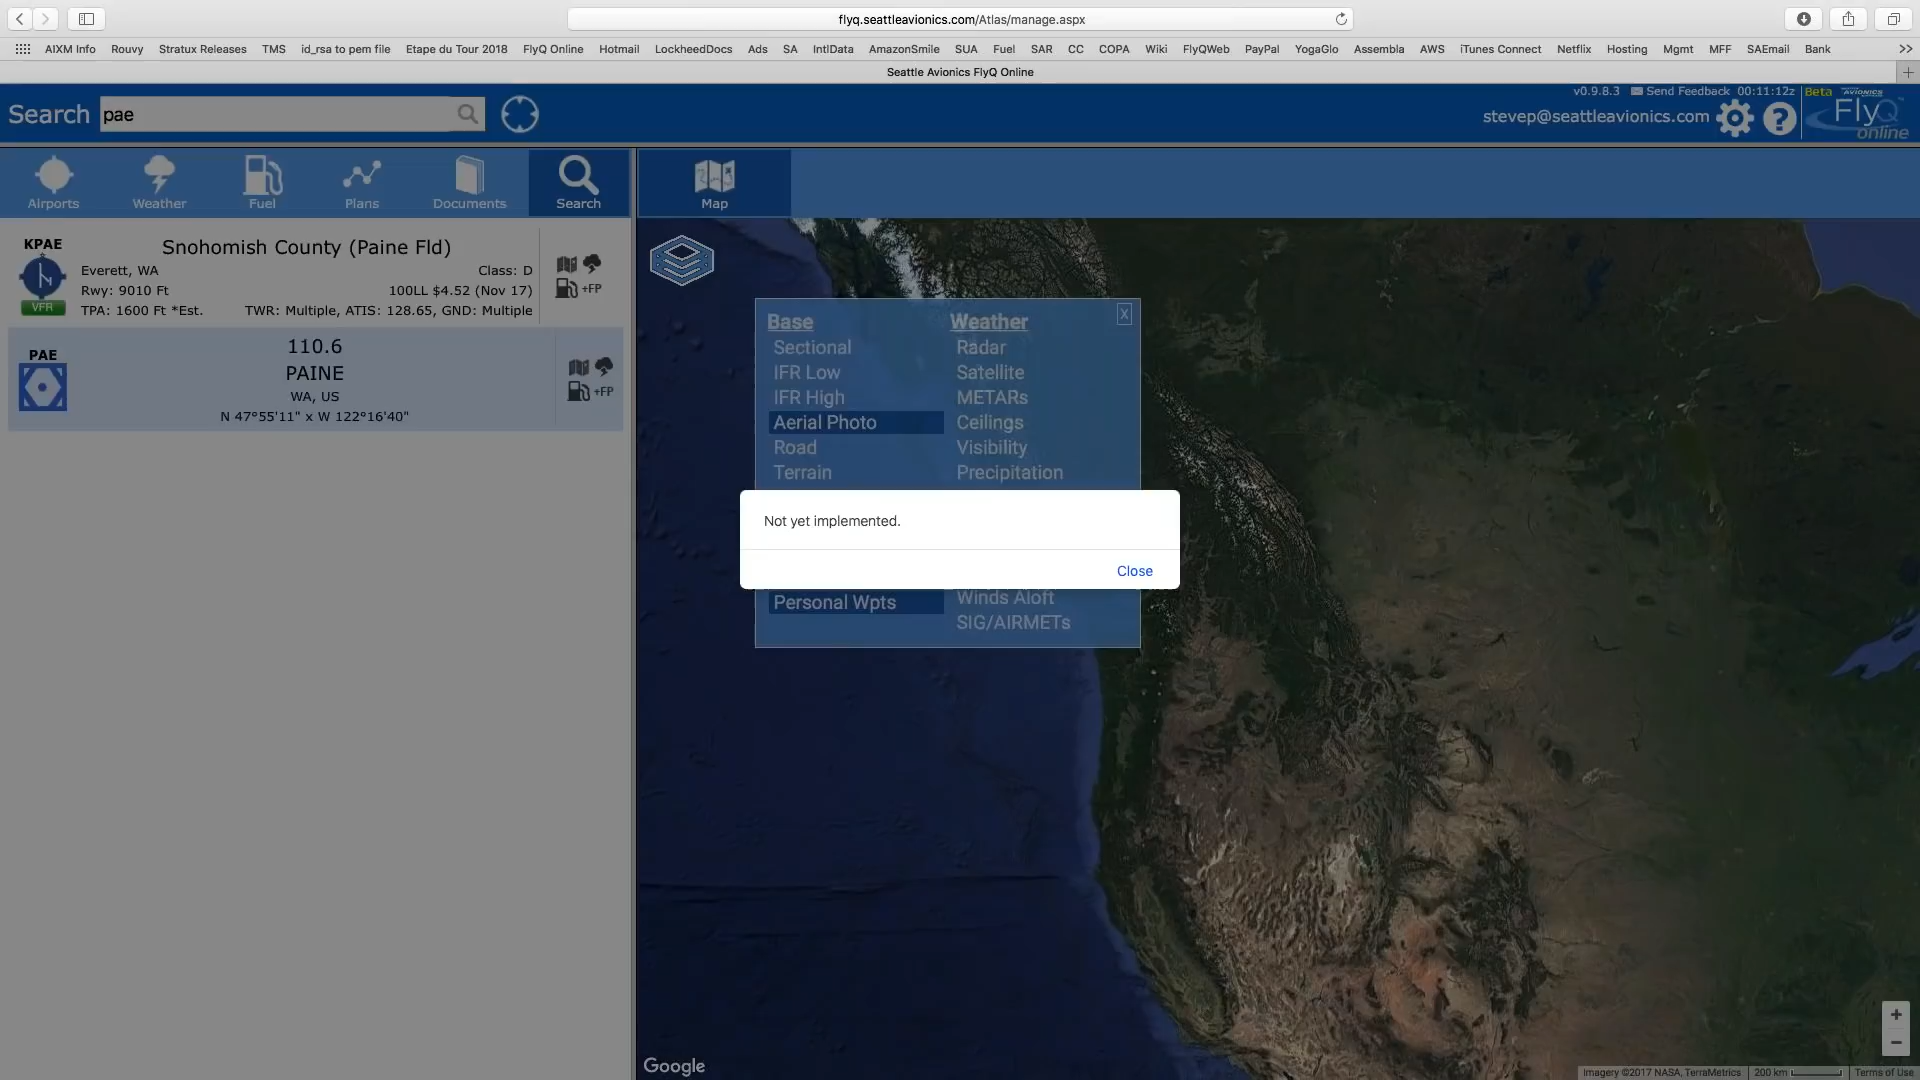 flyq.seattleavionics.com/Atlas/manage.aspx
AIXM Info Rouvy Stratux Releases TMS id_rsa to pem file Etape du Tour 2018 FlyQ Online Hotmail LockheedDocs Ads SA IntlData AmazonSmile SUA Fuel SAR CC COPA Wiki FlyQWeb PayPal YogaGlo Assembla AWS iTunes Connect Netflix Hosting Mgmt MFF SAEmail Bank >>
Seattle Avionics FlyQ Online
v0.9.8.3 Send Feedback 00:11:12z Beta AVIONICS
Search pae
stevep@seattleavionics.com ? FlyQ online
Airports Weather Fuel Plans Documents Search Map
KPAE
Snohomish County (Paine Fld)
Everett, WA Class: D
Rwy: 9010 Ft 100LL $4.52 (Nov 17)
+FP
VFR
TPA: 1600 Ft *Est. TWR: Multiple, ATIS: 128.65, GND: Multiple
PAE
110.6
PAINE
WA, US
+FP
N 47°55'11" x W 122°16'40"
Base Weather X
Sectional Radar
IFR Low Satellite
IFR High METARs
Aerial Photo Ceilings
Road Visibility
Terrain Precipitation
Not yet implemented.
Close
Personal Wpts Winds Aloft
SIG/AIRMETs
+
−
Google
Imagery ©2017 NASA, TerraMetrics 200 km Terms of Use